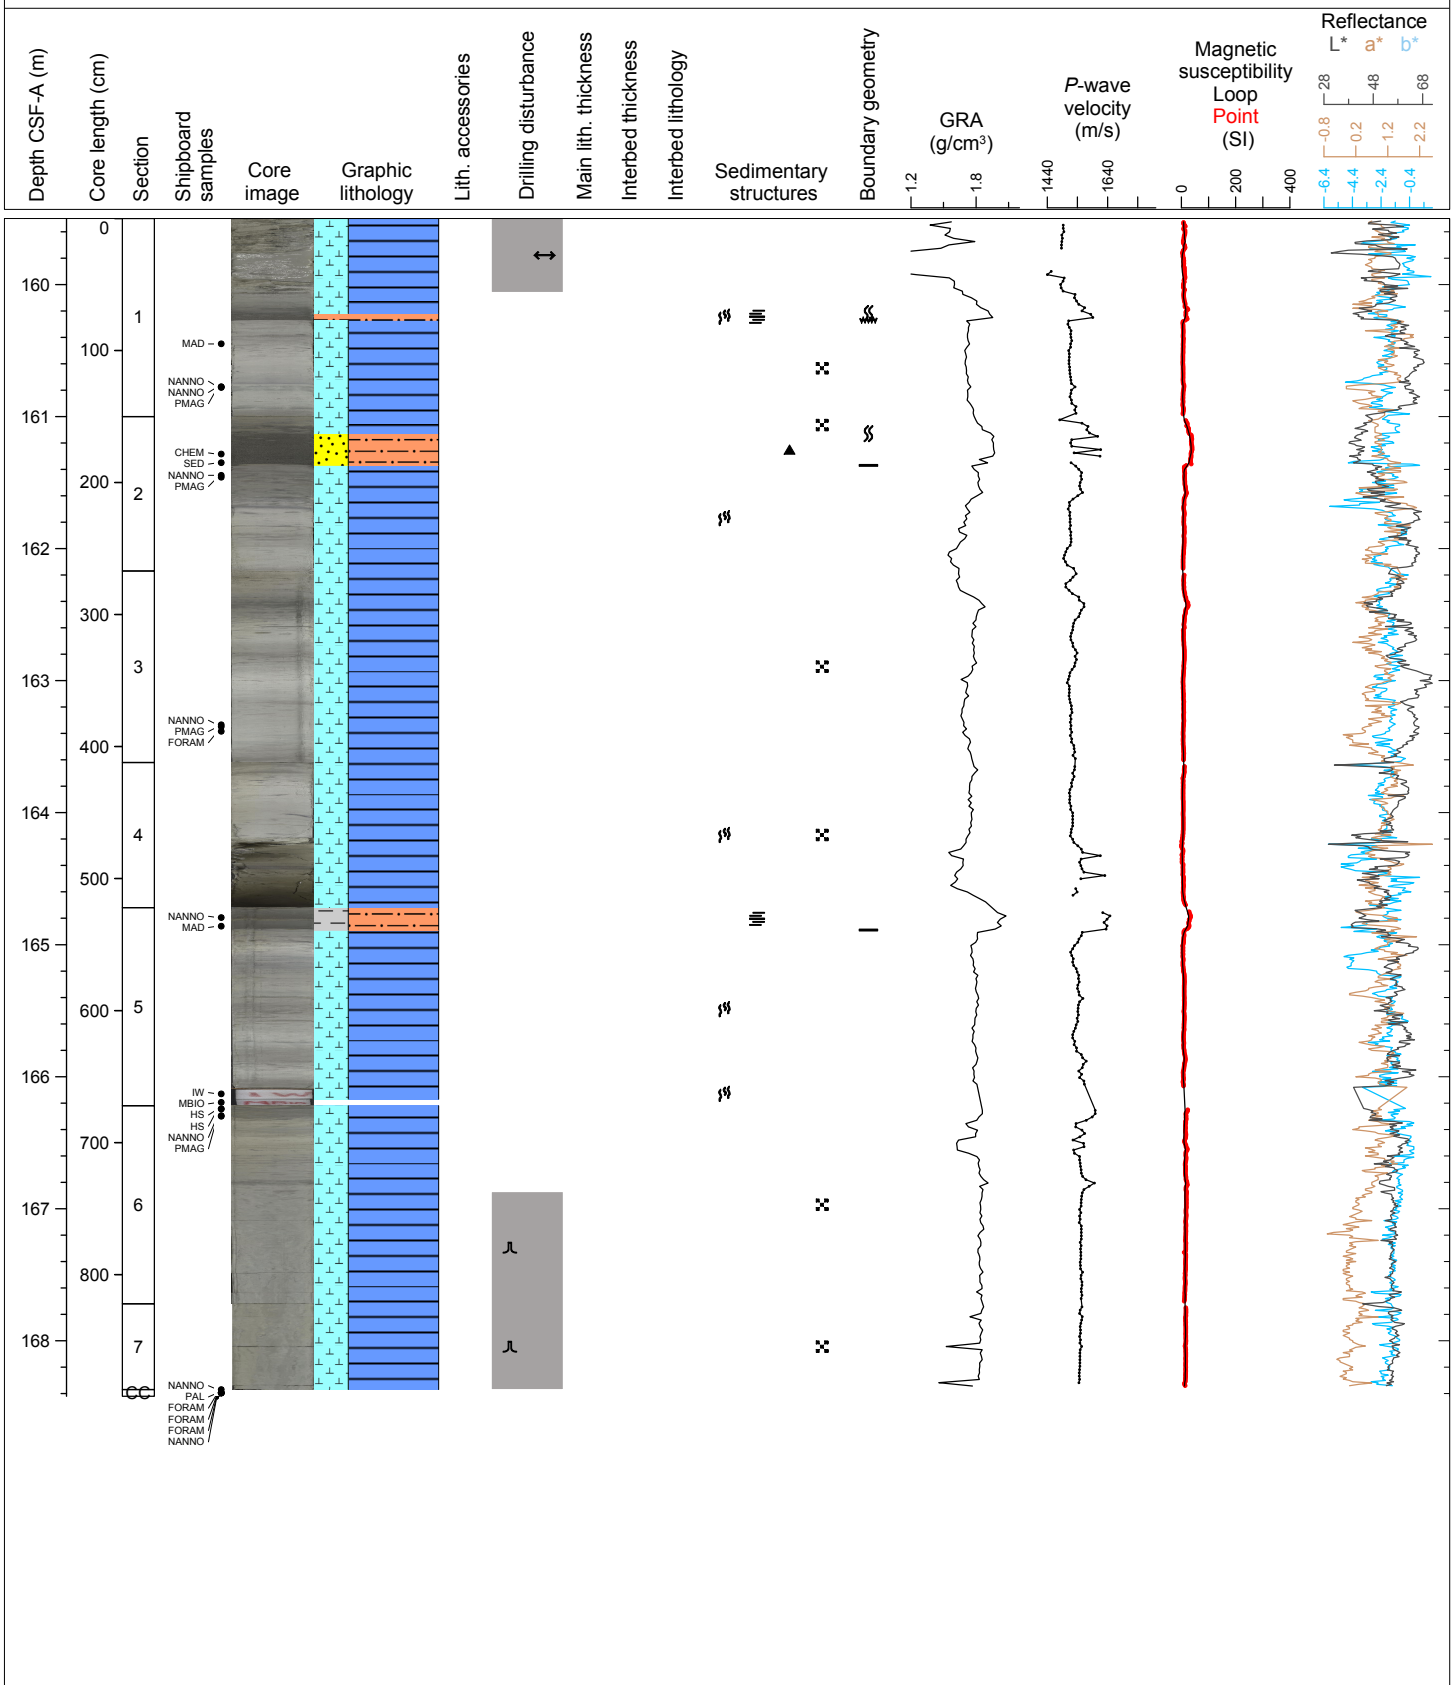 Depth CSF-A (m)
Core length (cm)
Section
Shipboard
samples
Core
image
Graphic
lithology
Lith. accessories
Drilling disturbance
Main lith. thickness
Interbed thickness
Interbed lithology
Sedimentary
structures
Boundary geometry
GRA
(g/cm³)
1.2
1.8
P-wave
velocity
(m/s)
1440
1640
Magnetic
susceptibility
Loop
Point
(SI)
0
200
400
Reflectance
L* a* b*
28
48
68
-0.8
0.2
1.2
2.2
-6.4
-4.4
-2.4
-0.4
160
161
162
163
164
165
166
167
168
0
100
200
300
400
500
600
700
800
1
2
3
4
5
6
7
CC
MAD
NANNO
NANNO
PMAG
CHEM
SED
NANNO
PMAG
NANNO
PMAG
FORAM
NANNO
MAD
IW
MBIO
HS
HS
NANNO
PMAG
NANNO
PAL
FORAM
FORAM
FORAM
NANNO